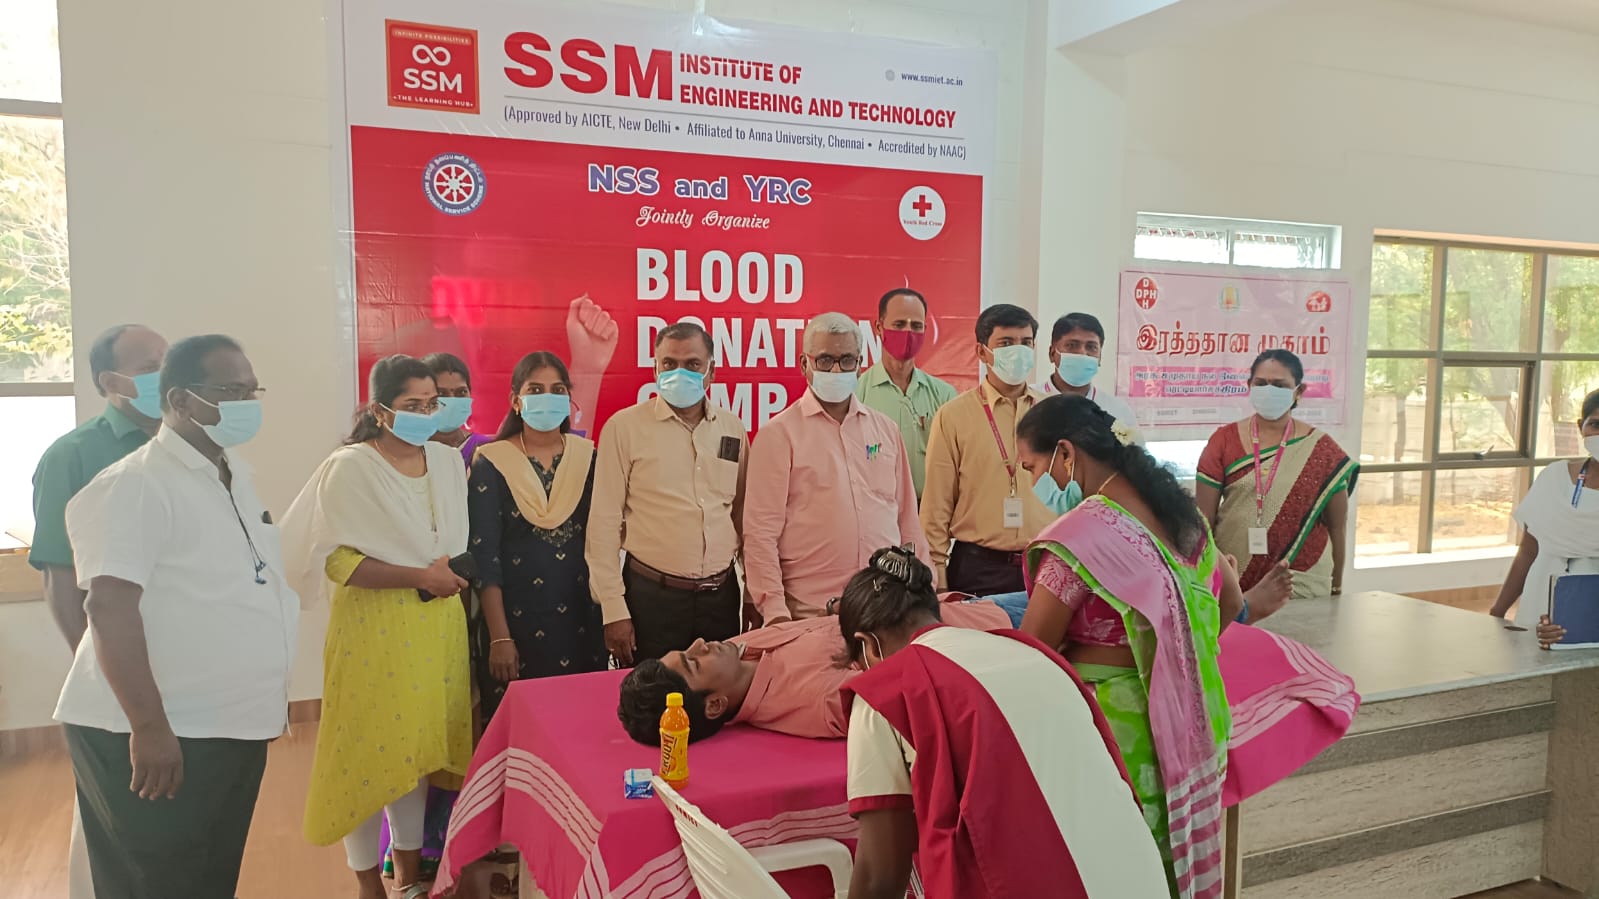 INFINITE POSSIBILITIES
SSM
• THE LEARNING HUB •
SSM INSTITUTE OF
ENGINEERING AND TECHNOLOGY
www.ssmiet.ac.in
(Approved by AICTE, New Delhi • Affiliated to Anna University, Chennai • Accredited by NAAC)
NATIONAL SERVICE SCHEME
NSS and YRC
Jointly Organize
Youth Red Cross
BLOOD
DONATION
CAMP
D
DPH
H
இரத்ததான முகாம்